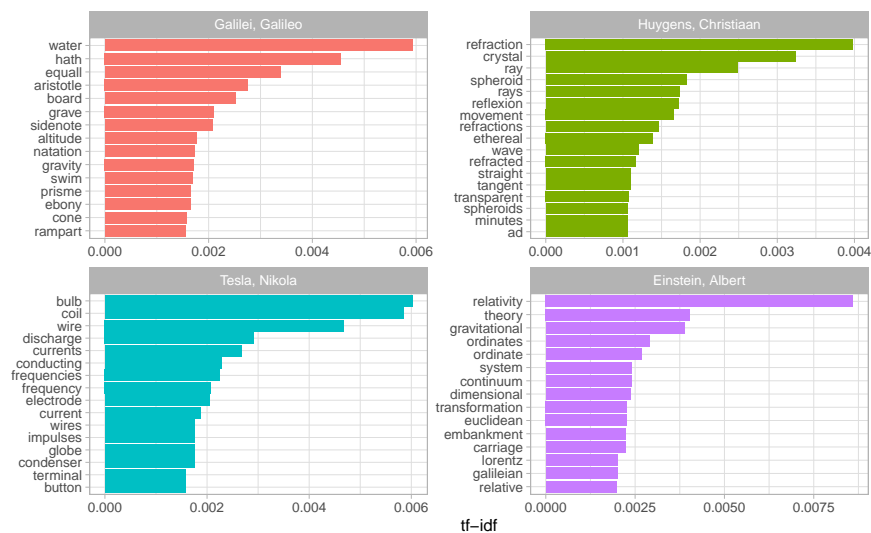 Galilei, Galileo
water
hath
equall
aristotle
board
grave
sidenote
altitude
natation
gravity
swim
prisme
ebony
cone
rampart
0.000 0.002 0.004 0.006
Huygens, Christiaan
refraction
crystal
ray
spheroid
rays
reflexion
movement
refractions
ethereal
wave
refracted
straight
tangent
transparent
spheroids
minutes
ad
0.000 0.001 0.002 0.003 0.004
Tesla, Nikola
bulb
coil
wire
discharge
currents
conducting
frequencies
frequency
electrode
current
wires
impulses
globe
condenser
terminal
button
0.000 0.002 0.004 0.006
Einstein, Albert
relativity
theory
gravitational
ordinates
ordinate
system
continuum
dimensional
transformation
euclidean
embankment
carriage
lorentz
galileian
relative
0.0000 0.0025 0.0050 0.0075
tf−idf